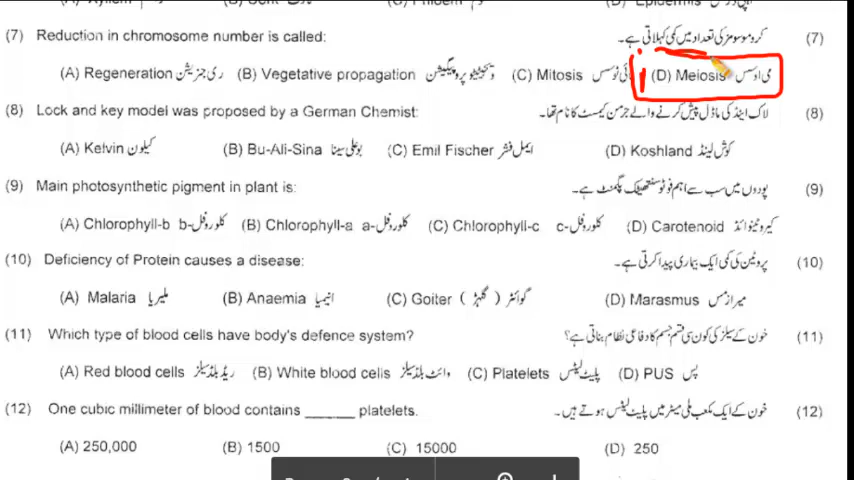 (7) Reduction in chromosome number is called: کروموسومز کی تعداد میں کمی کہلاتی ہے۔ (7)
(A) Regeneration ری جنریشن (B) Vegetative propagation ویجیٹیٹو پروپیگیشن (C) Mitosis مائی ٹوسس (D) Meiosis می اوسس
(8) Lock and key model was proposed by a German Chemist: لاک اینڈ کی ماڈل پیش کرنے والے جرمن کیمسٹ کا نام تھا۔ (8)
(A) Kelvin کیلون (B) Bu-Ali-Sina بوعلی سینا (C) Emil Fischer ایمل فشر (D) Koshland کوش لینڈ
(9) Main photosynthetic pigment in plant is: پودوں میں سب سے اہم فوٹوسنتھیٹک پگمنٹ ہے۔ (9)
(A) Chlorophyll-b کلوروفل-b (B) Chlorophyll-a کلوروفل-a (C) Chlorophyll-c کلوروفل-c (D) Carotenoid کیروٹینوائڈ
(10) Deficiency of Protein causes a disease: پروٹین کی کمی ایک بیماری پیدا کرتی ہے۔ (10)
(A) Malaria ملیریا (B) Anaemia انیمیا (C) Goiter گوائٹر (گلہڑ) (D) Marasmus میرازمس
(11) Which type of blood cells have body's defence system? خون کے سیلز کی کون سی قسم جسم کا دفاعی نظام بناتی ہے؟ (11)
(A) Red blood cells ریڈ بلڈ سیلز (B) White blood cells وائٹ بلڈ سیلز (C) Platelets پلیٹ لیٹس (D) PUS پس
(12) One cubic millimeter of blood contains ______ platelets. خون کے ایک مکعب ملی میٹر میں پلیٹ لیٹس ہوتے ہیں۔ (12)
(A) 250,000 (B) 1500 (C) 15000 (D) 250